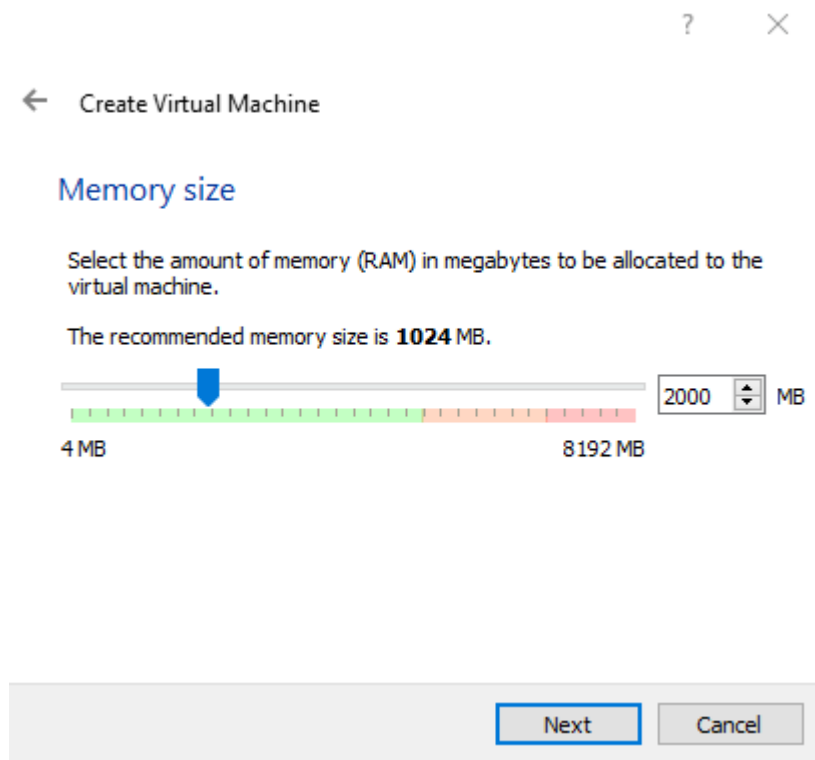 ?
Create Virtual Machine
Memory size
Select the amount of memory (RAM) in megabytes to be allocated to the
virtual machine.
The recommended memory size is 1024 MB.
2000 MB
4 MB 8192 MB
Next Cancel